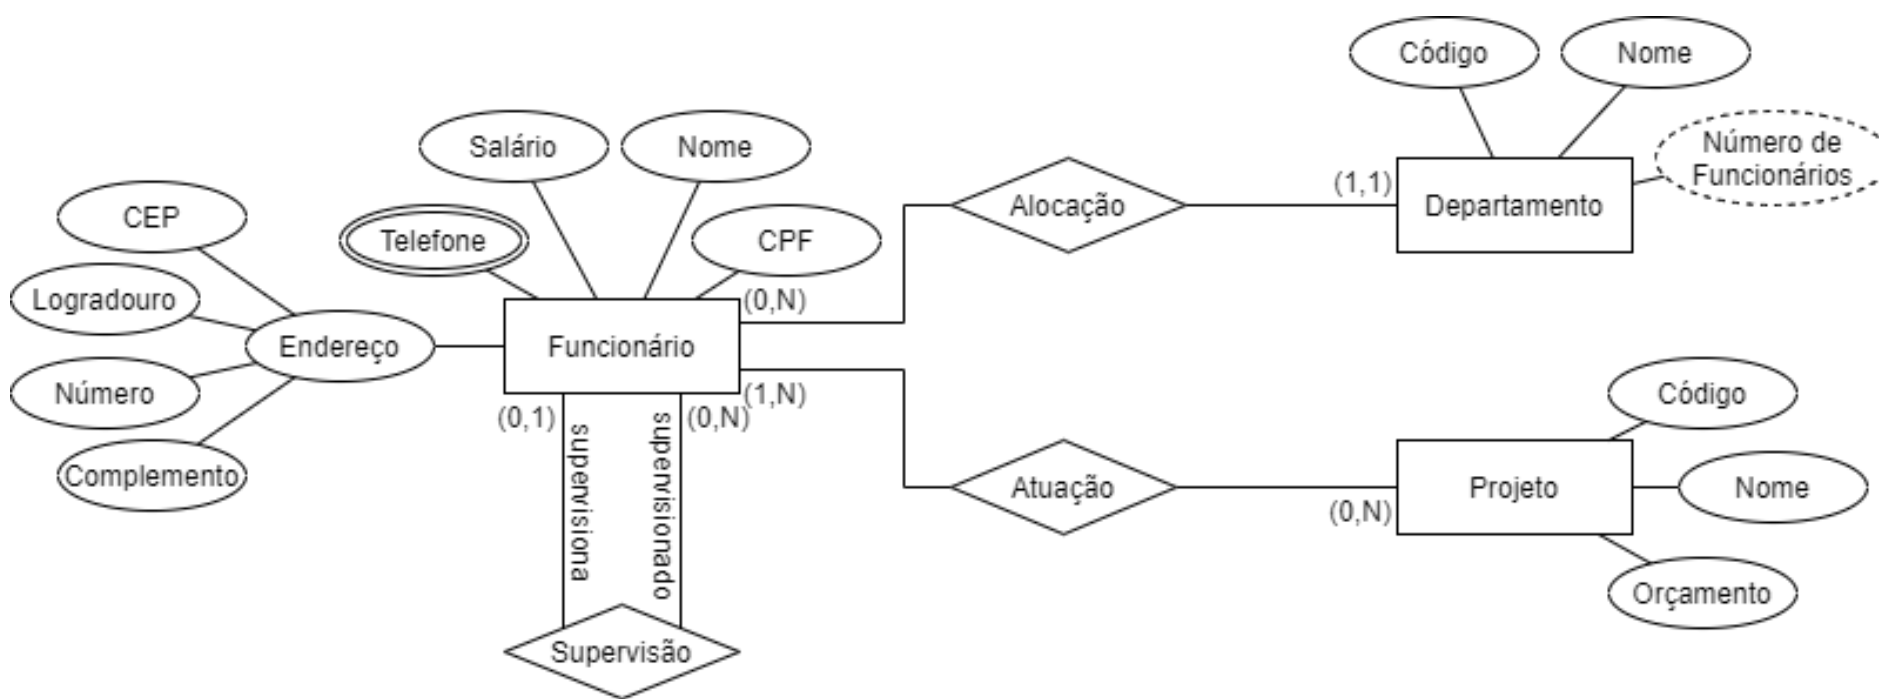 Código
Nome
Número de
Funcionários
Salário
Nome
(1,1)
Alocação
Departamento
CEP
Telefone
CPF
Logradouro
(0,N)
Endereço
Funcionário
Número
(1,N)
Código
(0,1)
(0,N)
supervisiona
supervisionado
Complemento
Atuação
Projeto
Nome
(0,N)
Orçamento
Supervisão